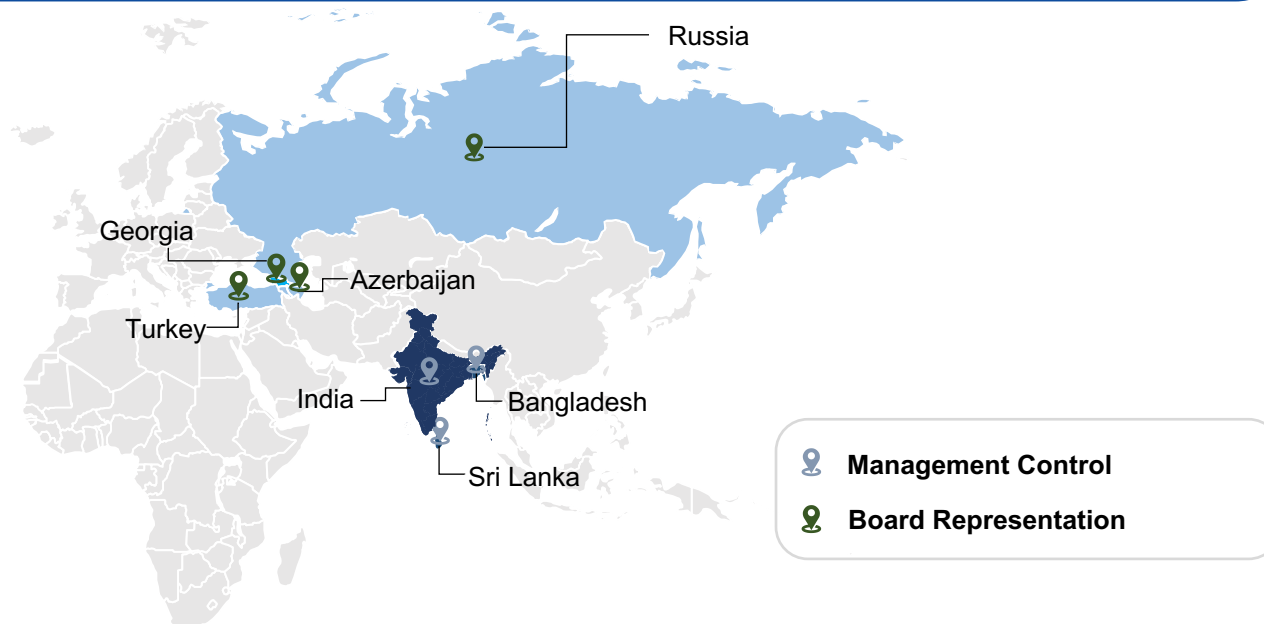 Russia
Georgia
Azerbaijan
Turkey
India
Bangladesh
Sri Lanka
Management Control
Board Representation